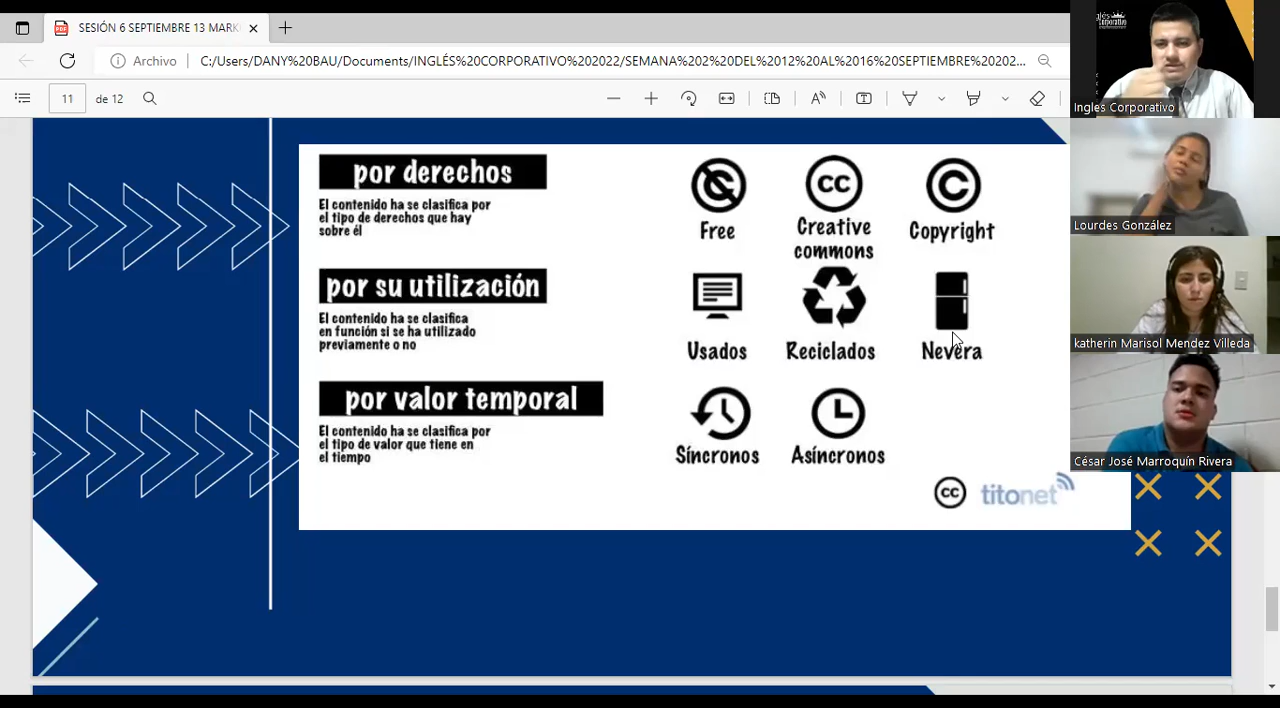 SESIÓN 6 SEPTIEMBRE 13 MARK
Archivo
C:/Users/DANY%20BAU/Documents/INGLÉS%20CORPORATIVO%202022/SEMANA%202%20DEL%2012%20AL%2016%20SEPTIEMBRE%20202...
11 de 12
por derechos
El contenido ha se clasifica por
el tipo de derechos que hay
sobre él
Free
Creative
commons
Copyright
por su utilización
El contenido ha se clasifica
en función si se ha utilizado
previamente o no
Usados
Reciclados
Nevera
por valor temporal
El contenido ha se clasifica por
el tipo de valor que tiene en
el tiempo
Síncronos
Asíncronos
cc titonet
Ingles Corporativo
Lourdes González
katherin Marisol Mendez Villeda
César José Marroquín Rivera